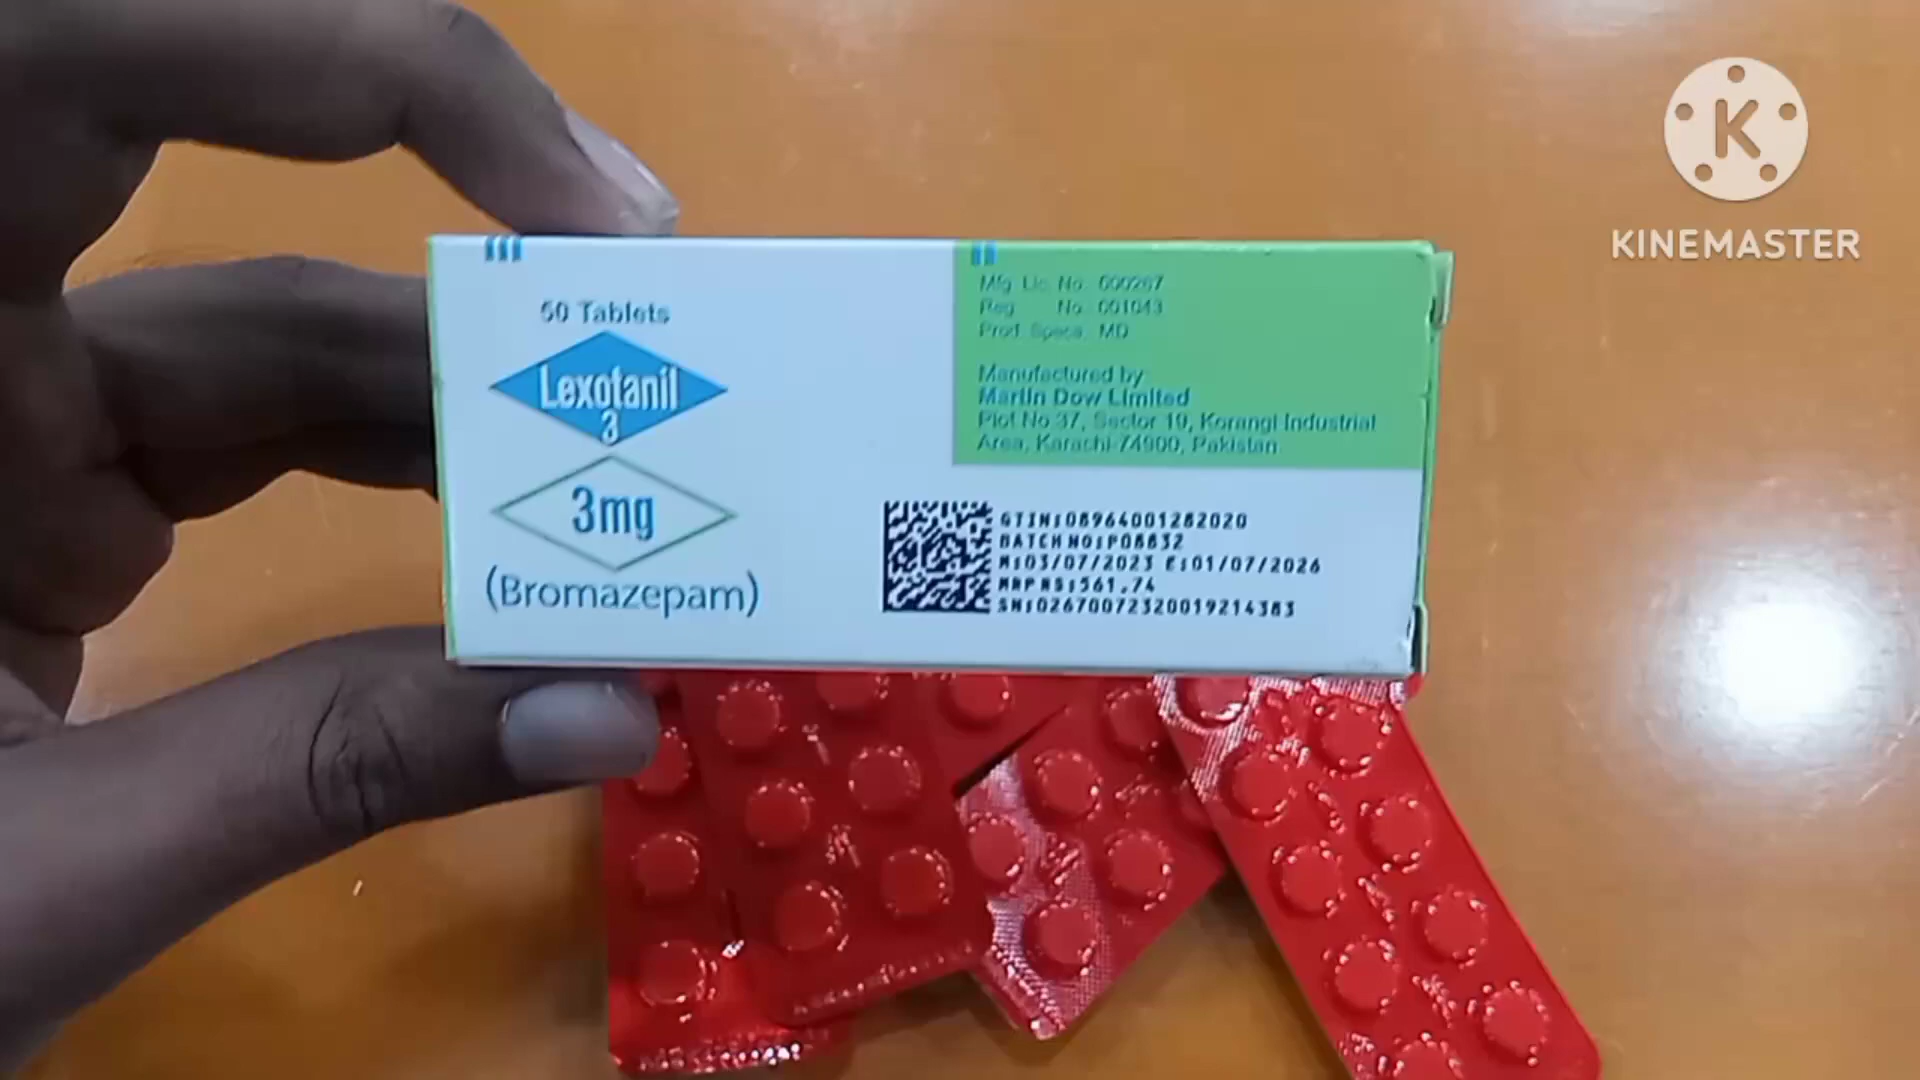 50 Tablets
Lexotanil
3
3mg
(Bromazepam)
Mfg. Lic. No. 000267
Reg. No. 001043
Prod. Specs. MD
Manufactured by
Martin Dow Limited
Plot No 37, Sector 19, Korangi Industrial
Area, Karachi-74900, Pakistan
GTIN:08964001282020
BATCH NO:P08832
M:03/07/2023 E:01/07/2026
MRP RS:561.74
SN:02670072320019214383
K
KINEMASTER